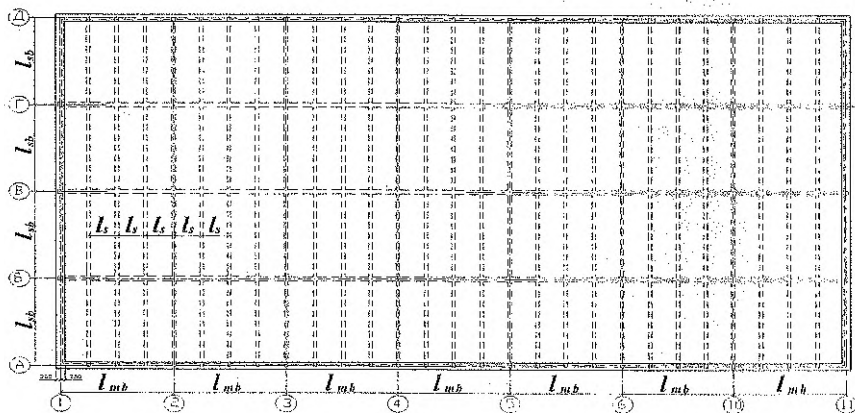 Д
l_sb
Г
l_sb
В
l_s l_s l_s l_s l_s
l_sb
Б
l_sb
А
l_mb l_mb l_mb l_mb l_mb l_mb l_mb
1 2 3 4 5 6 10 11